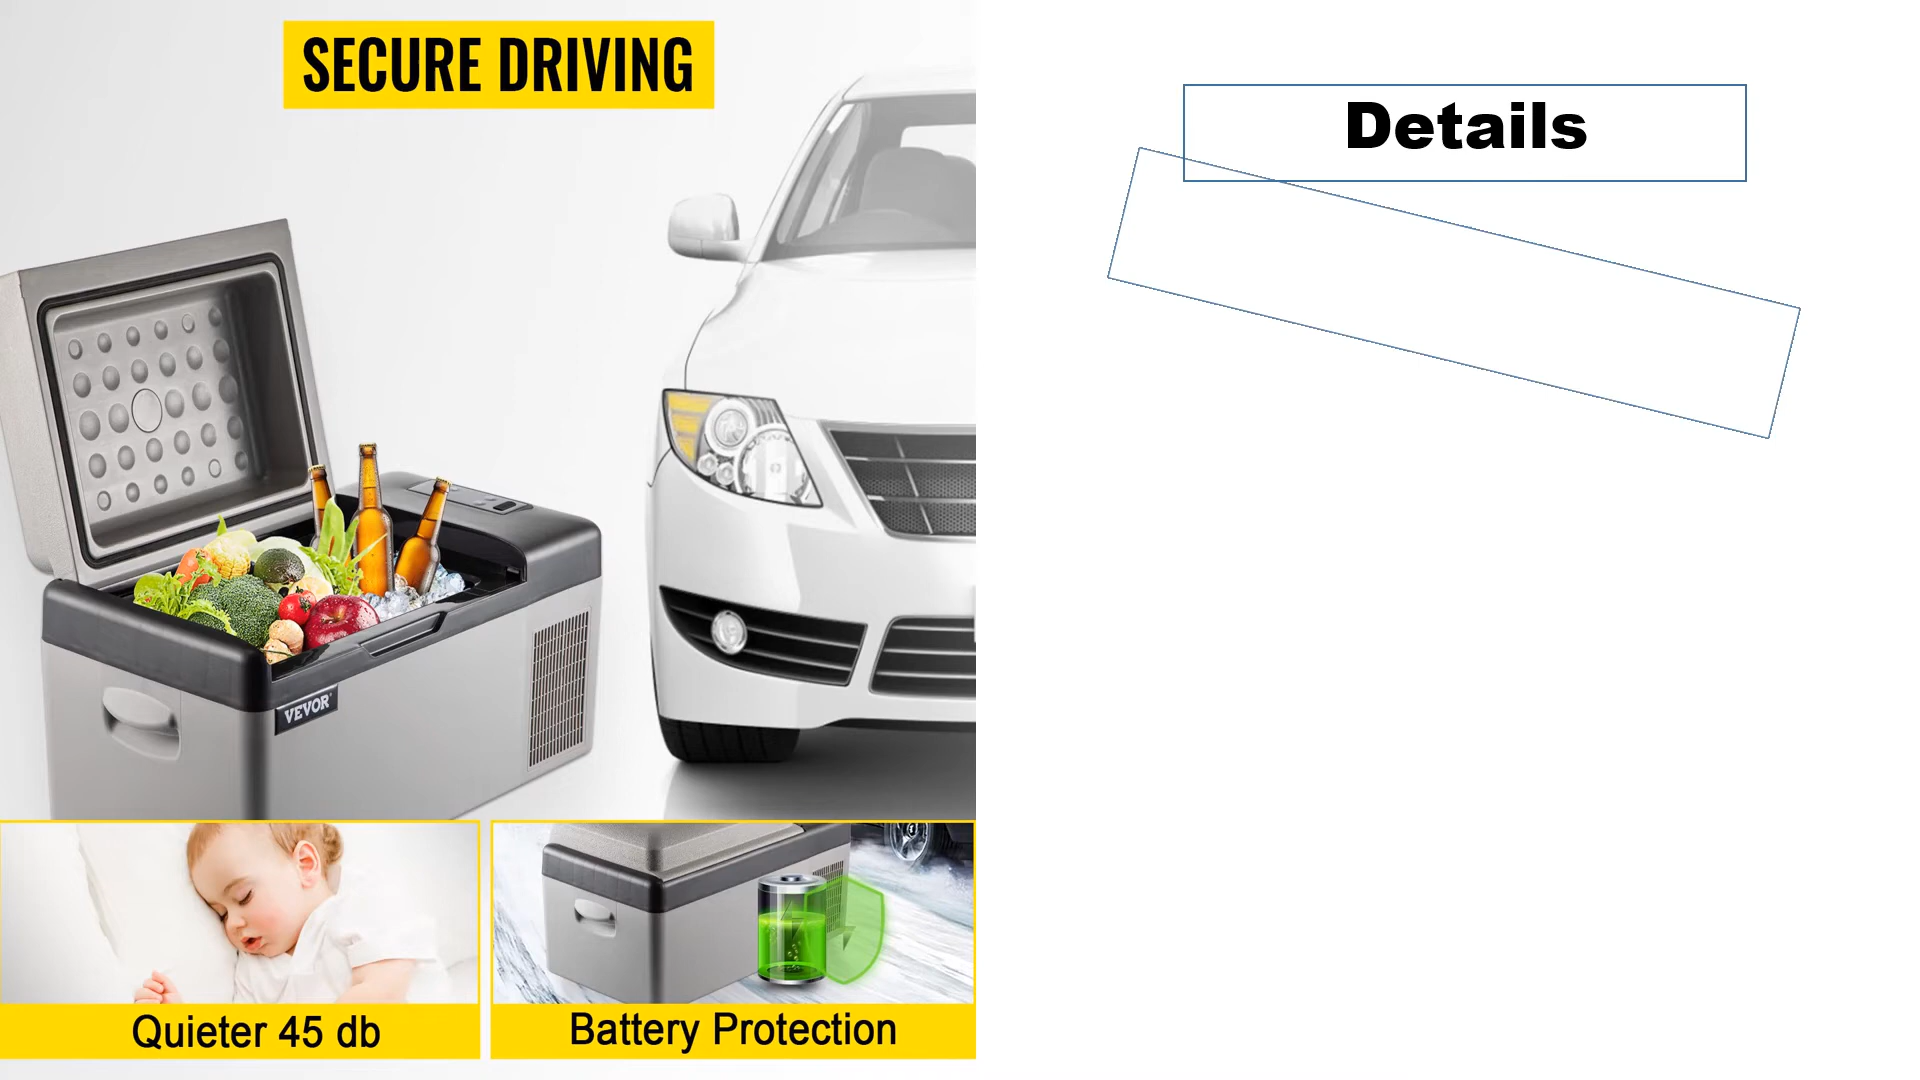 SECURE DRIVING
Details
VEVOR
Quieter 45 db
Battery Protection